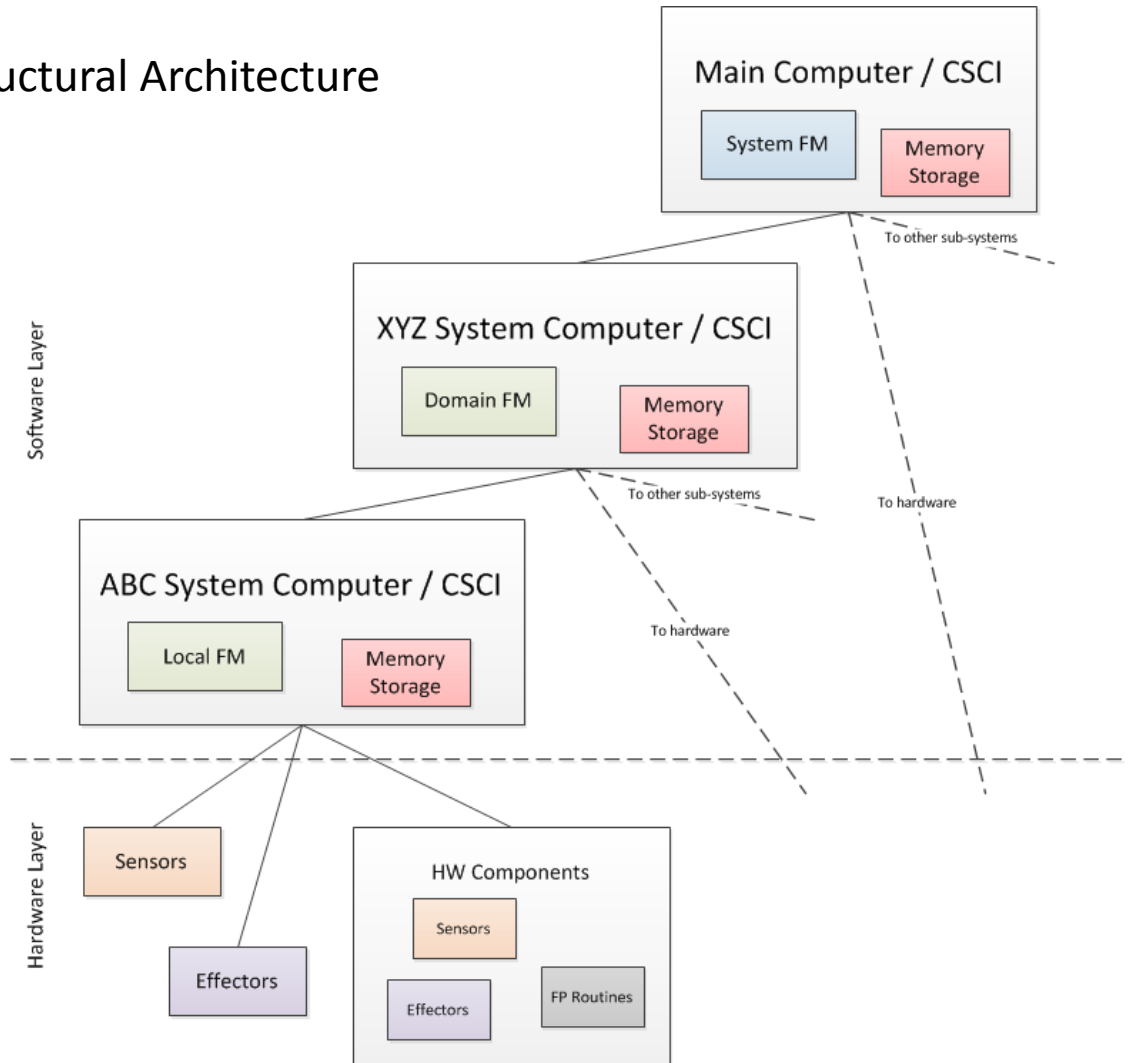 uctural Architecture
Main Computer / CSCI
System FM
Memory
Storage
To other sub-systems
XYZ System Computer / CSCI
Domain FM
Memory
Storage
To other sub-systems
To hardware
Software Layer
ABC System Computer / CSCI
To hardware
Local FM
Memory
Storage
Hardware Layer
Sensors
HW Components
Sensors
Effectors
Effectors
FP Routines